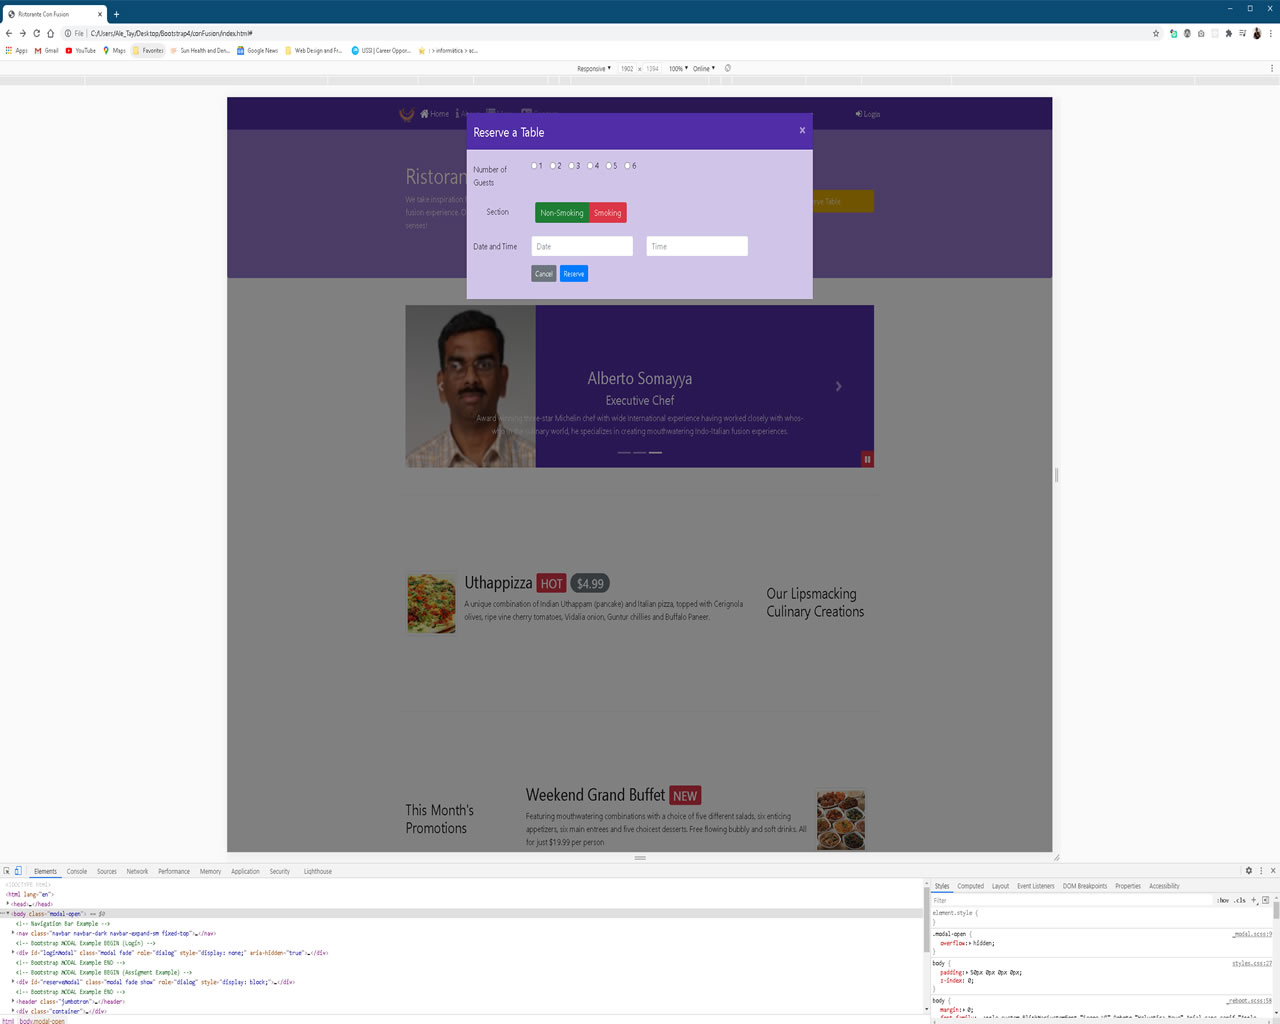 Ristorante Con Fusion
File | C:/Users/Ale_Tay/Desktop/Bootstrap4/conFusion/index.html#
Apps Gmail YouTube Maps Favorites Sun Health and Den... Google News Web Design and Fr... USSI | Career Oppor... : > informática > ac...
Responsive 1902 × 1394 100% Online
Home
Login
Reserve a Table ×
Number of Guests 1 2 3 4 5 6
Section Non-Smoking Smoking
Date and Time Date Time
Cancel Reserve
Ristoran
We take inspiration
fusion experience.
senses!
Table
Alberto Somayya
Executive Chef
Award winning three-star Michelin chef with wide International experience having worked closely with whos-
who in the culinary world, he specializes in creating mouthwatering Indo-Italian fusion experiences.
Uthappizza HOT $4.99
A unique combination of Indian Uthappam (pancake) and Italian pizza, topped with Cerignola
olives, ripe vine cherry tomatoes, Vidalia onion, Guntur chillies and Buffalo Paneer.
Our Lipsmacking
Culinary Creations
This Month's
Promotions
Weekend Grand Buffet NEW
Featuring mouthwatering combinations with a choice of five different salads, six enticing
appetizers, six main entrees and five choicest desserts. Free flowing bubbly and soft drinks. All
for just $19.99 per person
Elements Console Sources Network Performance Memory Application Security Lighthouse
<!DOCTYPE html>
<html lang="en">
<head>…</head>
<body class="modal-open"> == $0
<!-- Navigation Bar Example -->
<nav class="navbar navbar-dark navbar-expand-sm fixed-top">…</nav>
<!-- Bootstrap MODAL Example BEGIN (Login) -->
<div id="loginModal" class="modal fade" role="dialog" style="display: none;" aria-hidden="true">…</div>
<!-- Bootstrap MODAL Example END -->
<!-- Bootstrap MODAL Example BEGIN (Assigment Example) -->
<div id="reserveModal" class="modal fade show" role="dialog" style="display: block;">…</div>
<!-- Bootstrap MODAL Example END -->
<header class="jumbotron">…</header>
<div class="container">…</div>
html body.modal-open
Styles Computed Layout Event Listeners DOM Breakpoints Properties Accessibility
Filter :hov .cls +
element.style {
}
.modal-open { _modal.scss:9
overflow: hidden;
}
body { styles.css:27
padding: 50px 0px 0px 0px;
z-index: 0;
}
body { _reboot.scss:58
margin: 0;